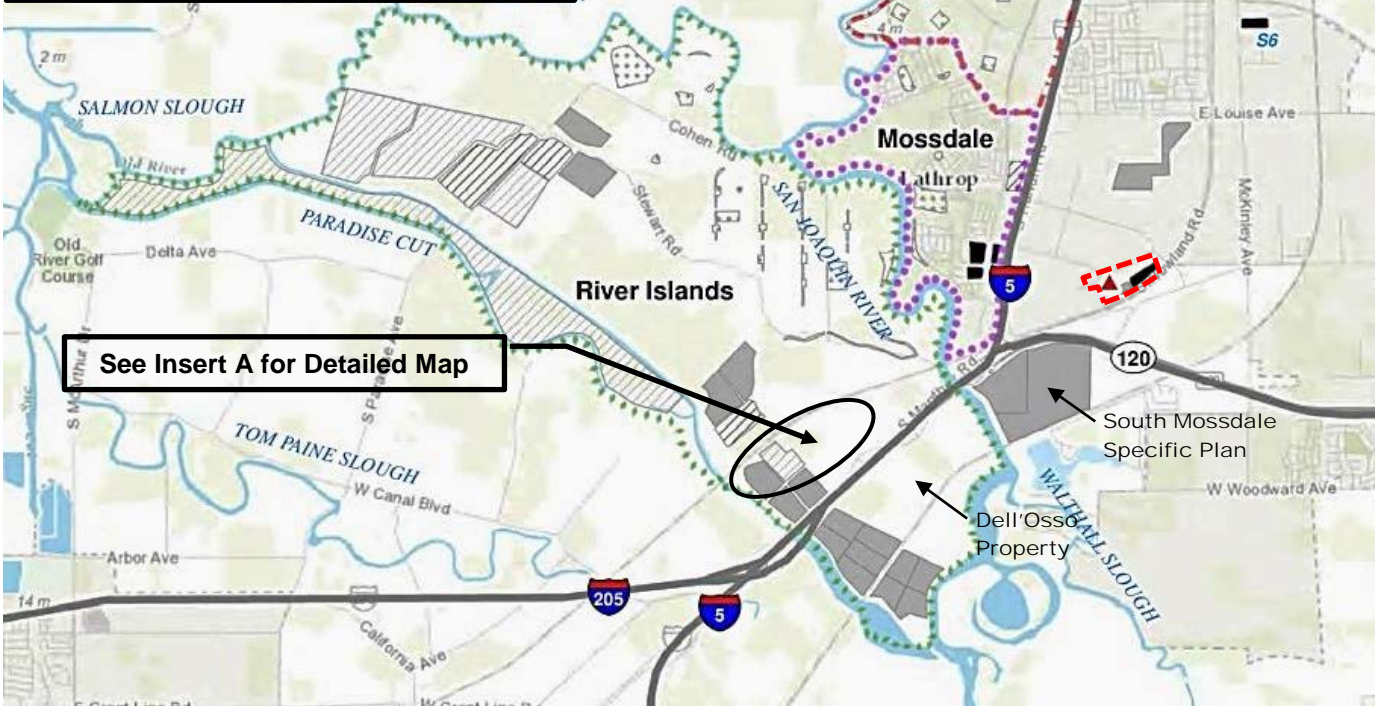 2 m
SALMON SLOUGH
Old River
Old
River Golf
Course
Delta Ave
PARADISE CUT
Cohen Rd
Stewart Rd
SAN JOAQUIN RIVER
River Islands
4 m
Mossdale
Lathrop
S6
E Louise Ave
McKinley Ave
5
120
See Insert A for Detailed Map
S McArthur Dr
TOM PAINE SLOUGH
W Canal Blvd
South Mossdale
Specific Plan
W Woodward Ave
WALTHALL SLOUGH
Dell'Osso
Property
Arbor Ave
14 m
205
5
California Ave